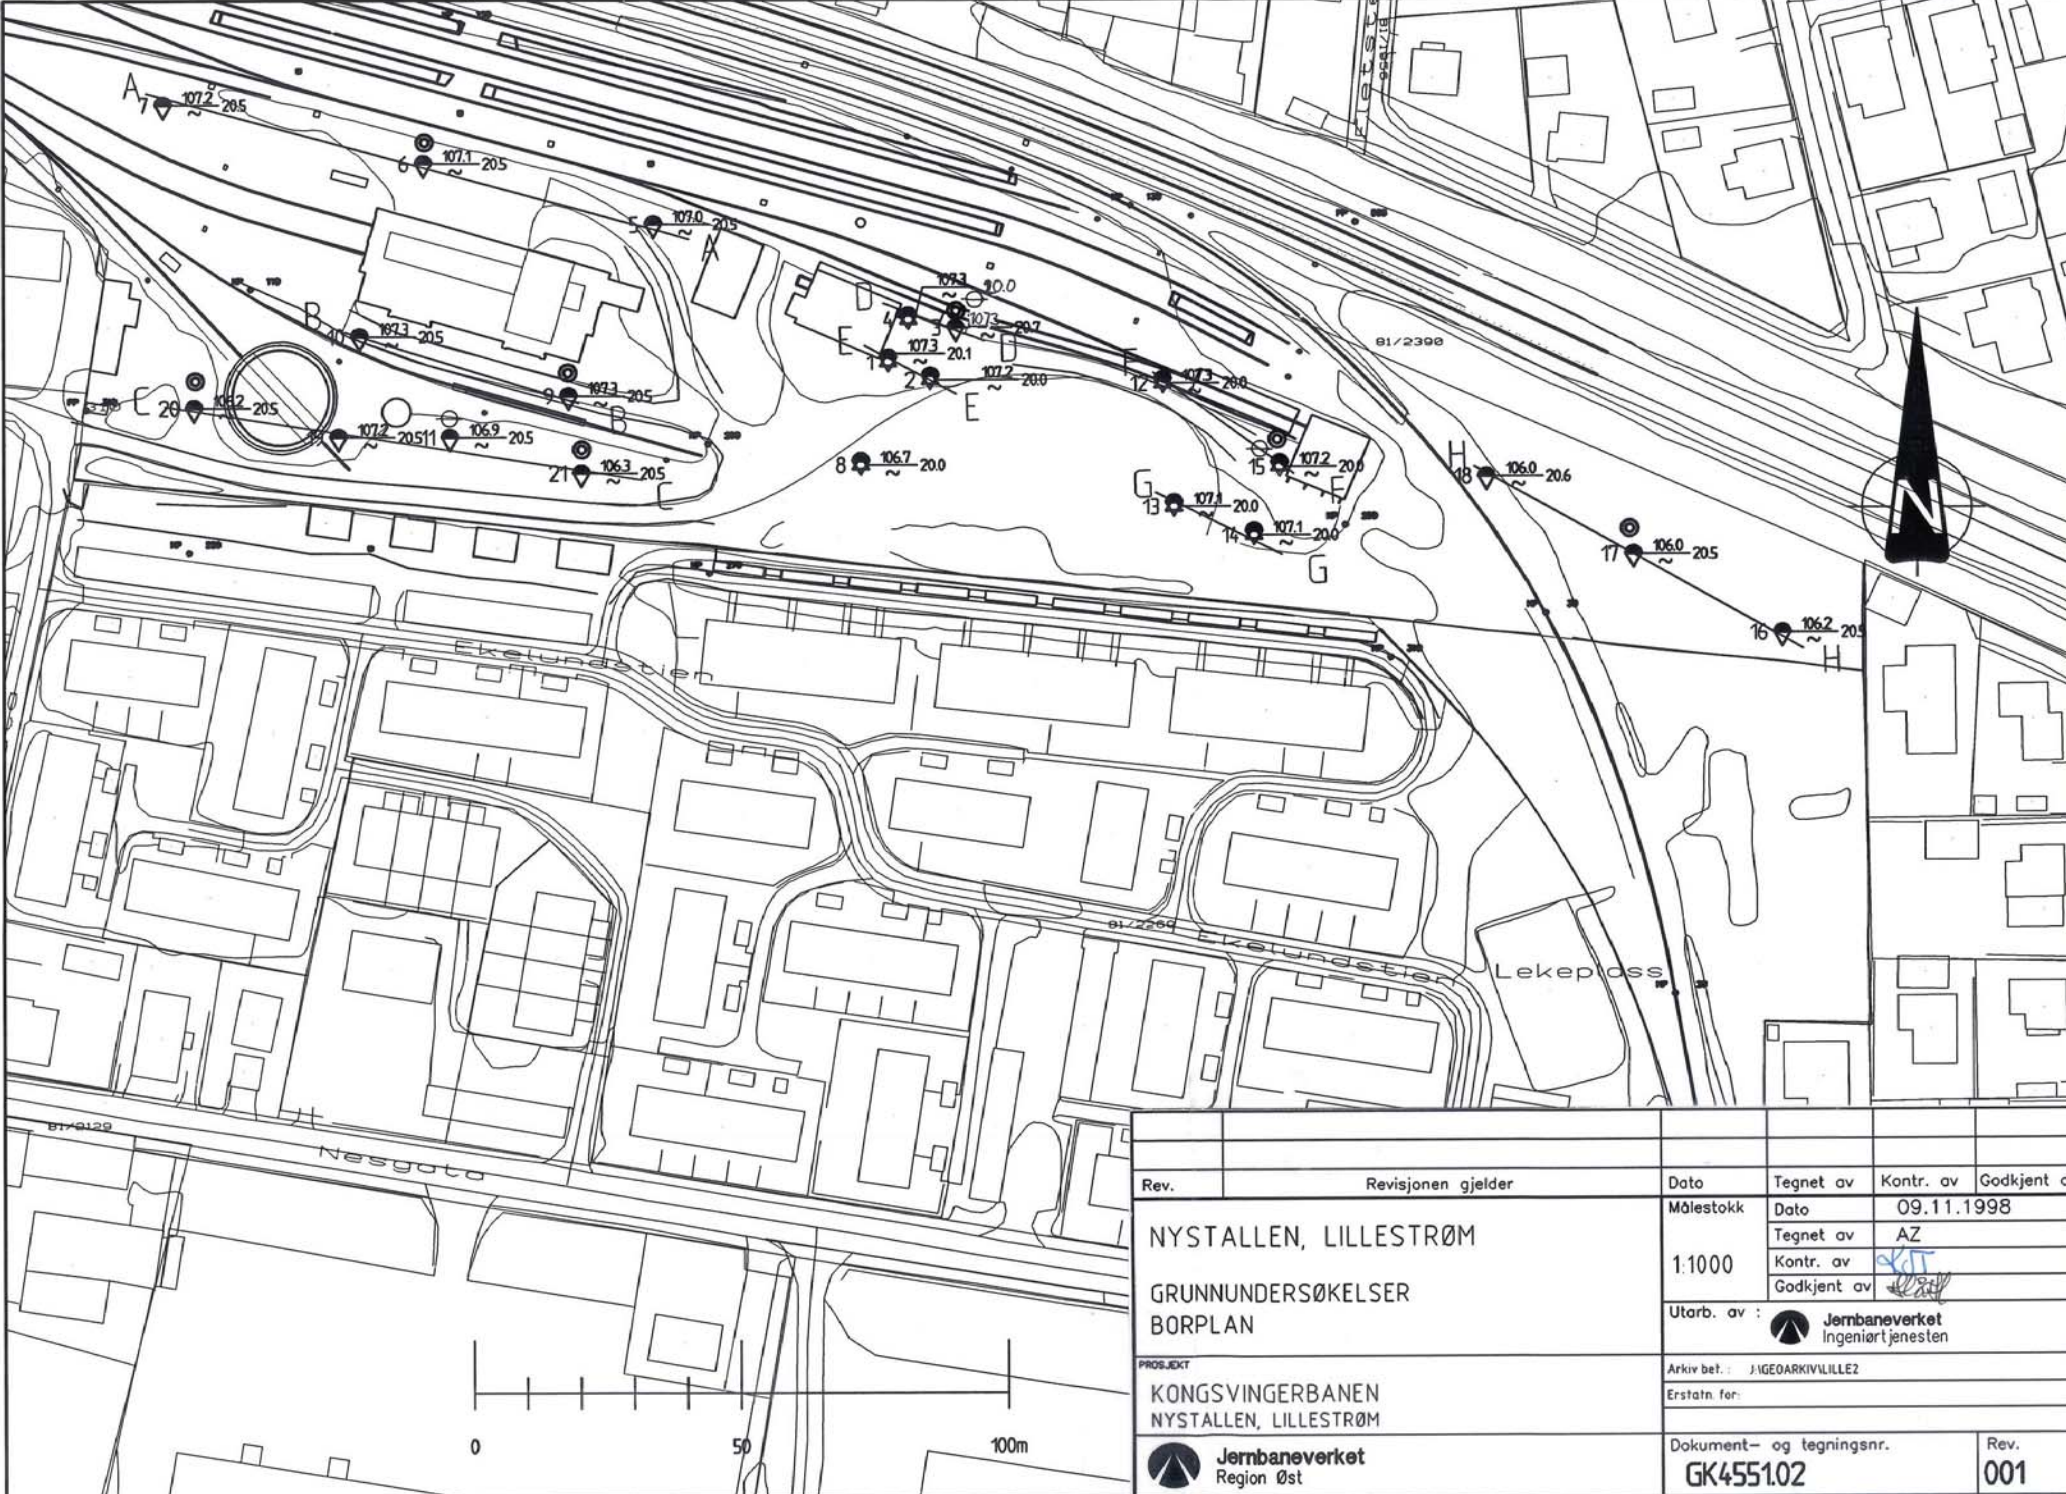 81/1956
A
7 107.2 ~ 20.5
6 107.1 ~ 20.5
5 107.0 ~ 20.5
A
D
107.3 ~ 20.0
4
3 107.3 ~ 20.7
D
E
1 107.3 ~ 20.1
2 107.2 ~ 20.0
E
B
10 107.3 ~ 20.5
9 107.3 ~ 20.5
B
C
20 106.2 ~ 20.5
107.2 ~ 20.5
11 106.9 ~ 20.5
21 106.3 ~ 20.5
C
8 106.7 ~ 20.0
F
12 107.3 ~ 20.0
15 107.2 ~ 20.0
F
G
13 107.1 ~ 20.0
14 107.1 ~ 20.0
G
81/2390
H
18 106.0 ~ 20.6
17 106.0 ~ 20.5
16 106.2 ~ 20.5
H
N
Ekelundstien
81/2269
Ekelundstien
Lekeplass
81/2129
Nesgata
0 50 100m
Rev. Revisjonen gjelder Dato Tegnet av Kontr. av Godkjent
NYSTALLEN, LILLESTRØM
GRUNNUNDERSØKELSER
BORPLAN
Målestokk
1:1000
Dato 09.11.1998
Tegnet av AZ
Kontr. av
Godkjent av
Utarb. av :
Jernbaneverket
Ingeniørtjenesten
PROSJEKT
KONGSVINGERBANEN
NYSTALLEN, LILLESTRØM
Arkiv bet. : J:\GEOARKIV\LILLE2
Erstatn. for:
Jernbaneverket
Region Øst
Dokument- og tegningsnr.
GK4551.02
Rev.
001